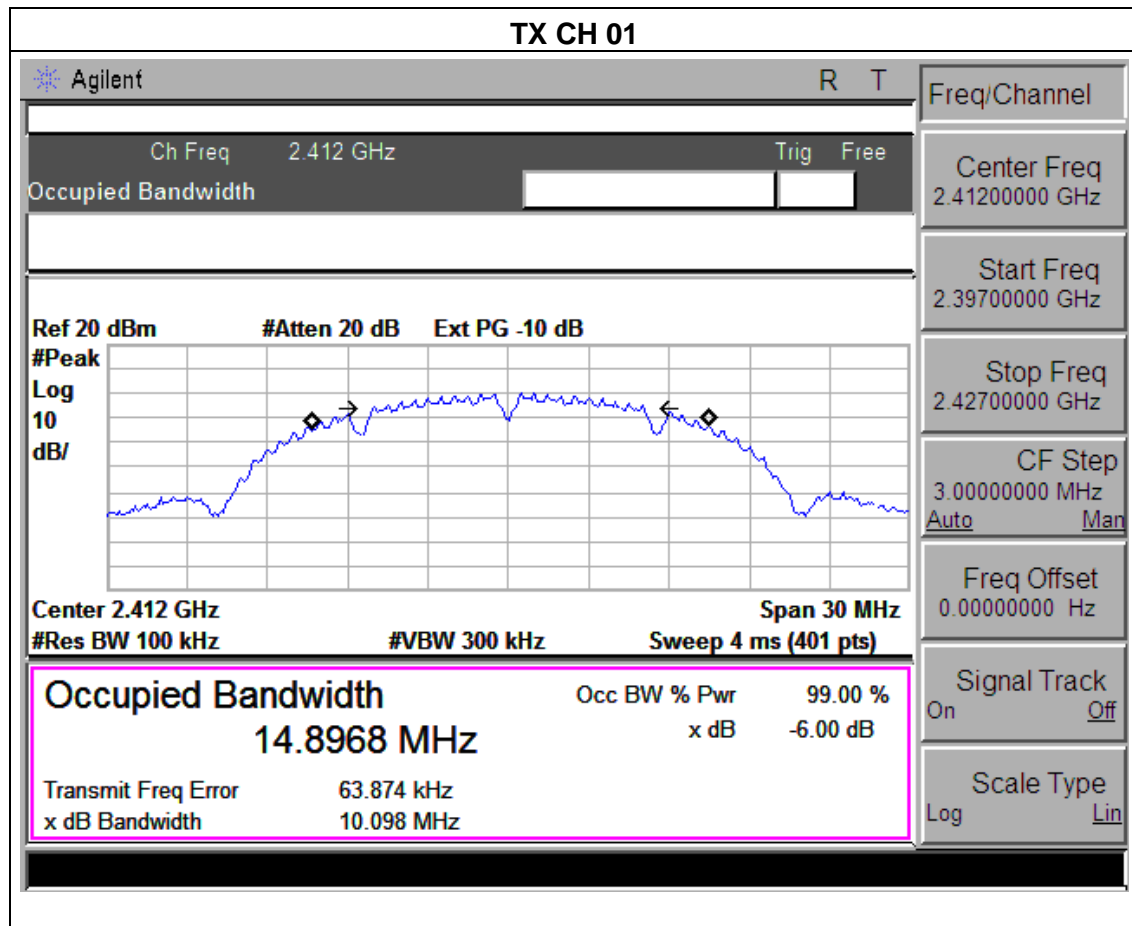 TX CH 01
Agilent R T
Ch Freq 2.412 GHz Trig Free
Occupied Bandwidth
Ref 20 dBm #Atten 20 dB Ext PG -10 dB
#Peak
Log
10
dB/
Center 2.412 GHz Span 30 MHz
#Res BW 100 kHz #VBW 300 kHz Sweep 4 ms (401 pts)
Occupied Bandwidth Occ BW % Pwr 99.00 %
14.8968 MHz x dB -6.00 dB
Transmit Freq Error 63.874 kHz
x dB Bandwidth 10.098 MHz
Freq/Channel
Center Freq
2.41200000 GHz
Start Freq
2.39700000 GHz
Stop Freq
2.42700000 GHz
CF Step
3.00000000 MHz
Auto Man
Freq Offset
0.00000000 Hz
Signal Track
On Off
Scale Type
Log Lin